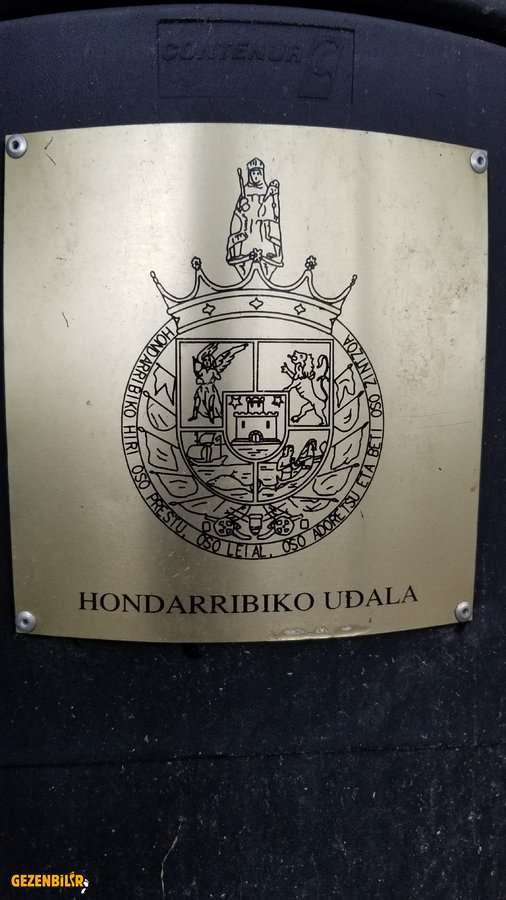 CONTENUR
HONDARRIBIKO HIRI OSO PRESTU, OSO LEIAL, OSO ADORETSU ETA BETI OSO ZINTZOA
HONDARRIBIKO UDALA
GEZENBILIR